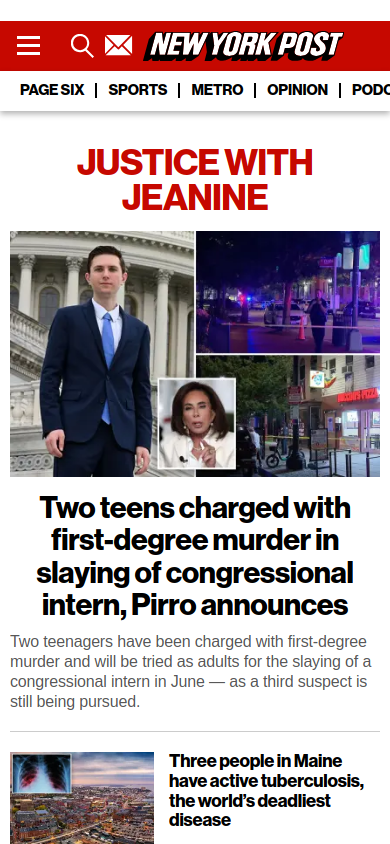 NEW YORK POST
PAGE SIX
SPORTS
METRO
OPINION
PODC
JUSTICE WITH
JEANINE
Two teens charged with
first-degree murder in
slaying of congressional
intern, Pirro announces
Two teenagers have been charged with first-degree
murder and will be tried as adults for the slaying of a
congressional intern in June — as a third suspect is
still being pursued.
Three people in Maine
have active tuberculosis,
the world's deadliest
disease